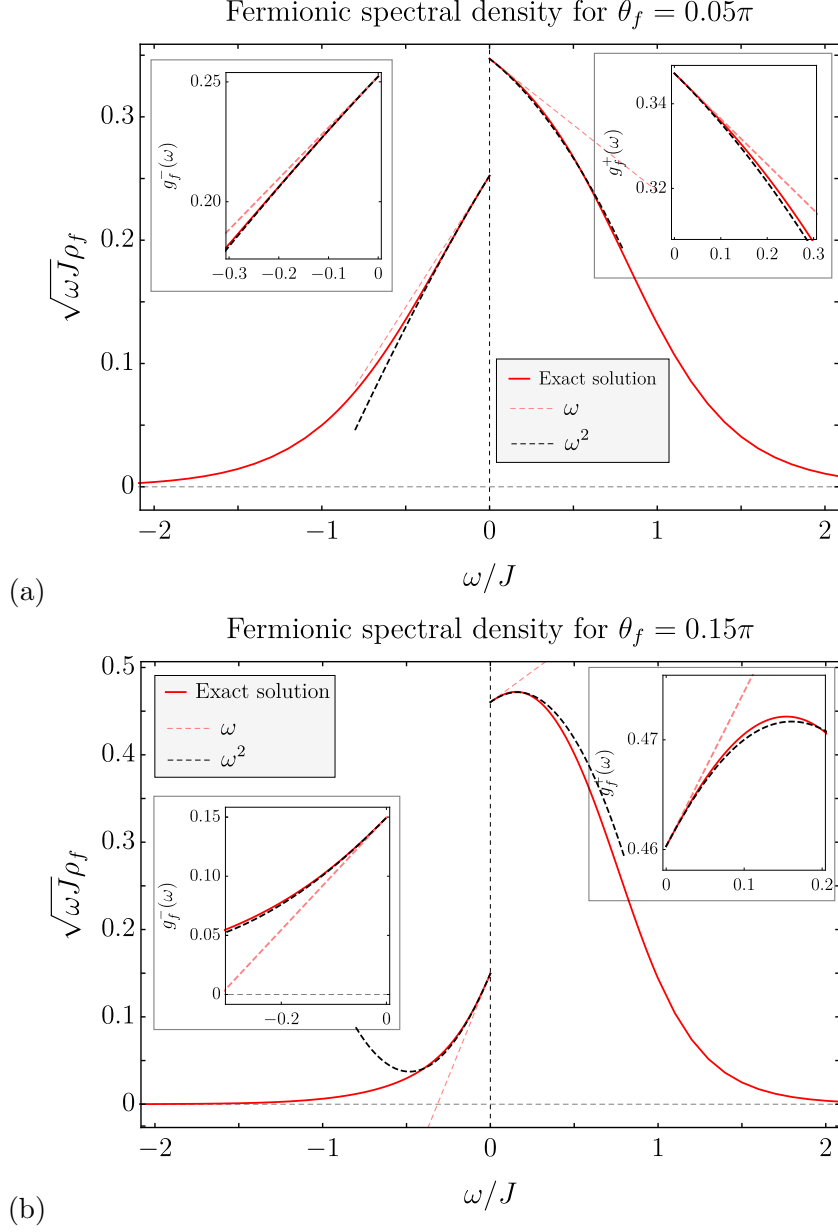 Fermionic spectral density for θ_f = 0.05π
√ωJρ_f
0.3
0.2
0.1
0
−2
−1
0
1
2
ω/J
g_f^−(ω)
0.25
0.20
−0.3
−0.2
−0.1
0
g_f^+(ω)
0.34
0.32
0
0.1
0.2
0.3
Exact solution
ω
ω²
(a)
Fermionic spectral density for θ_f = 0.15π
√ωJρ_f
0.5
0.4
0.3
0.2
0.1
0
−2
−1
0
1
2
ω/J
Exact solution
ω
ω²
g_f^−(ω)
0.15
0.10
0.05
0
−0.2
0
g_f^+(ω)
0.47
0.46
0
0.1
0.2
(b)